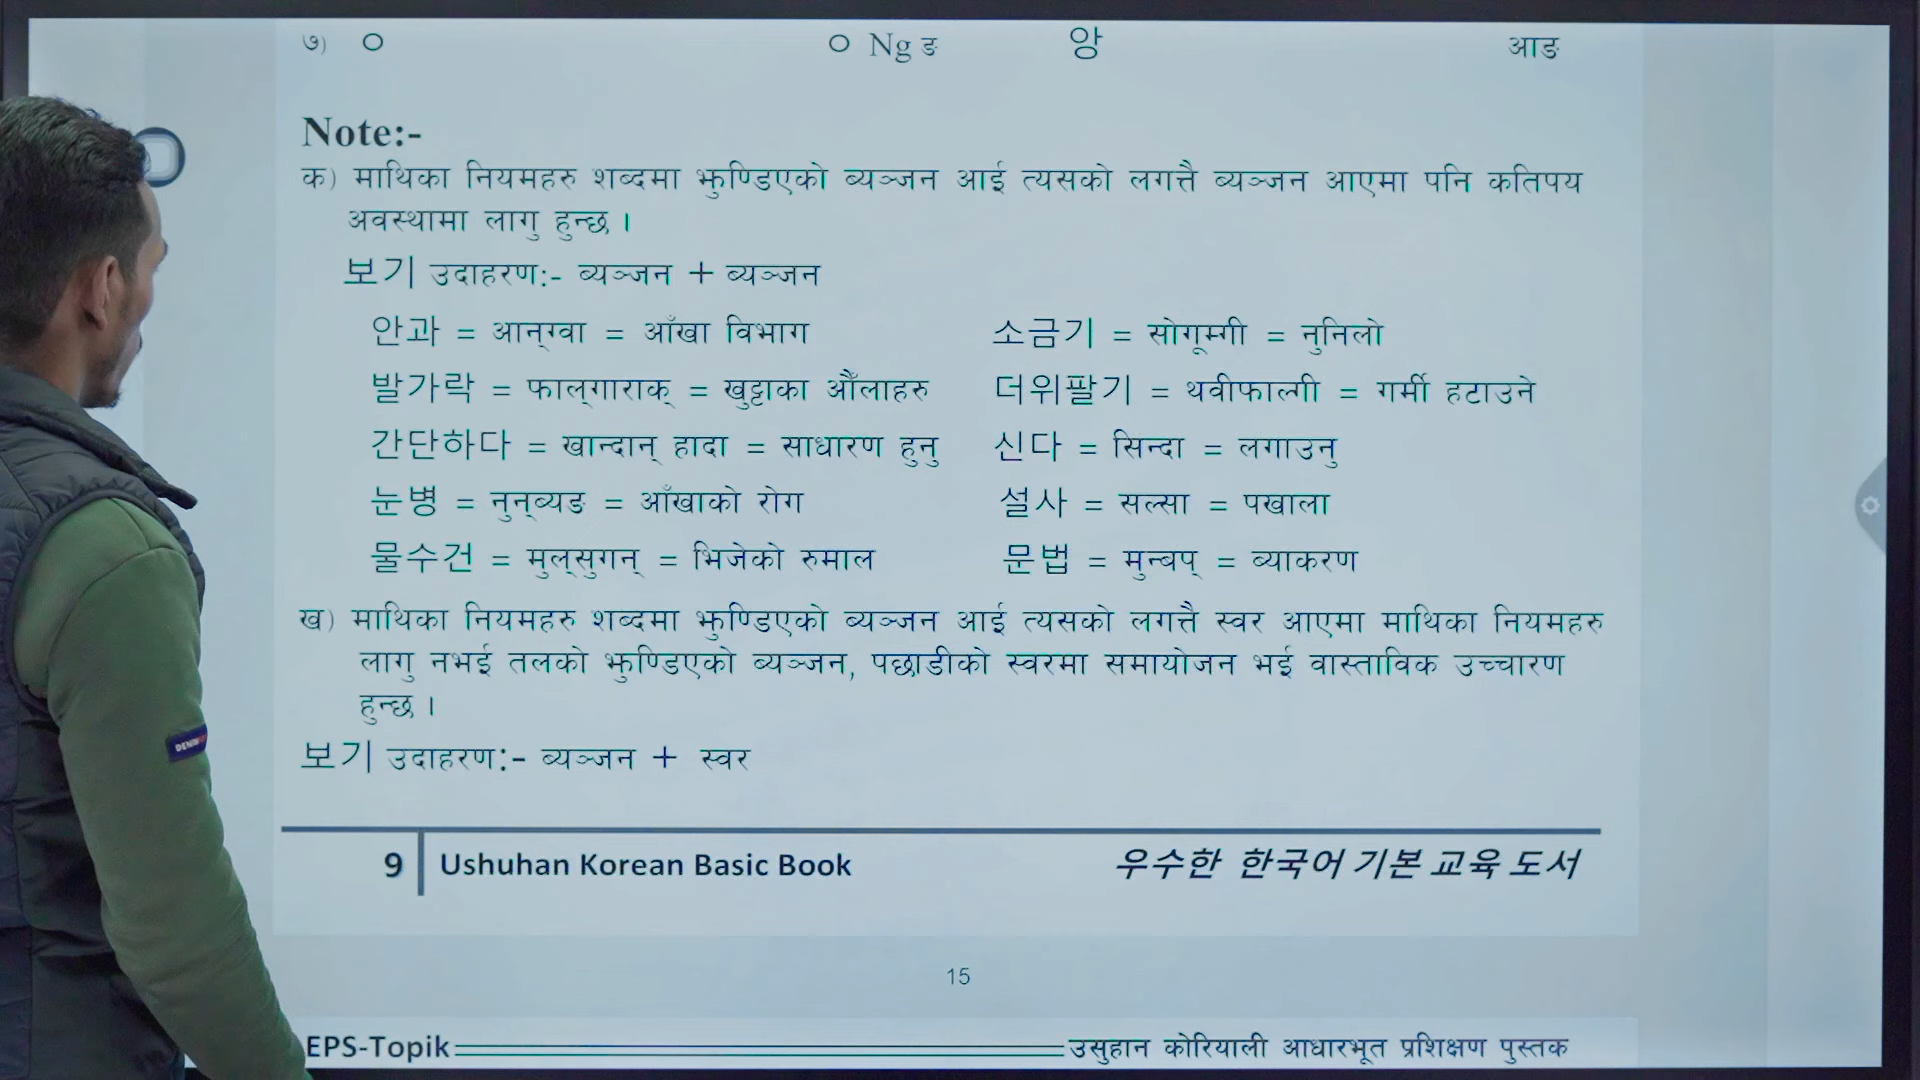 ७) ㅇ ㅇ Ng ङ 앙 आङ
Note:-
क) माथिका नियमहरु शब्दमा झुण्डिएको ब्यञ्जन आई त्यसको लगत्तै ब्यञ्जन आएमा पनि कतिपय
अवस्थामा लागु हुन्छ ।
보기 उदाहरण:- ब्यञ्जन + ब्यञ्जन
안과 = आन्ग्वा = आँखा विभाग 소금기 = सोगूम्गी = नुनिलो
발가락 = फाल्गाराक् = खुट्टाका औंलाहरु 더위팔기 = थवीफाल्गी = गर्मी हटाउने
간단하다 = खान्दान् हादा = साधारण हुनु 신다 = सिन्दा = लगाउनु
눈병 = नुन्ब्यङ = आँखाको रोग 설사 = सल्सा = पखाला
물수건 = मुल्सुगन् = भिजेको रुमाल 문법 = मुन्बप् = ब्याकरण
ख) माथिका नियमहरु शब्दमा झुण्डिएको ब्यञ्जन आई त्यसको लगत्तै स्वर आएमा माथिका नियमहरु
लागु नभई तलको झुण्डिएको ब्यञ्जन, पछाडीको स्वरमा समायोजन भई वास्ताविक उच्चारण
हुन्छ ।
보기 उदाहरण:- ब्यञ्जन + स्वर
9 Ushuhan Korean Basic Book 우수한 한국어 기본 교육 도서
15
EPS-Topik उसुहान कोरियाली आधारभूत प्रशिक्षण पुस्तक